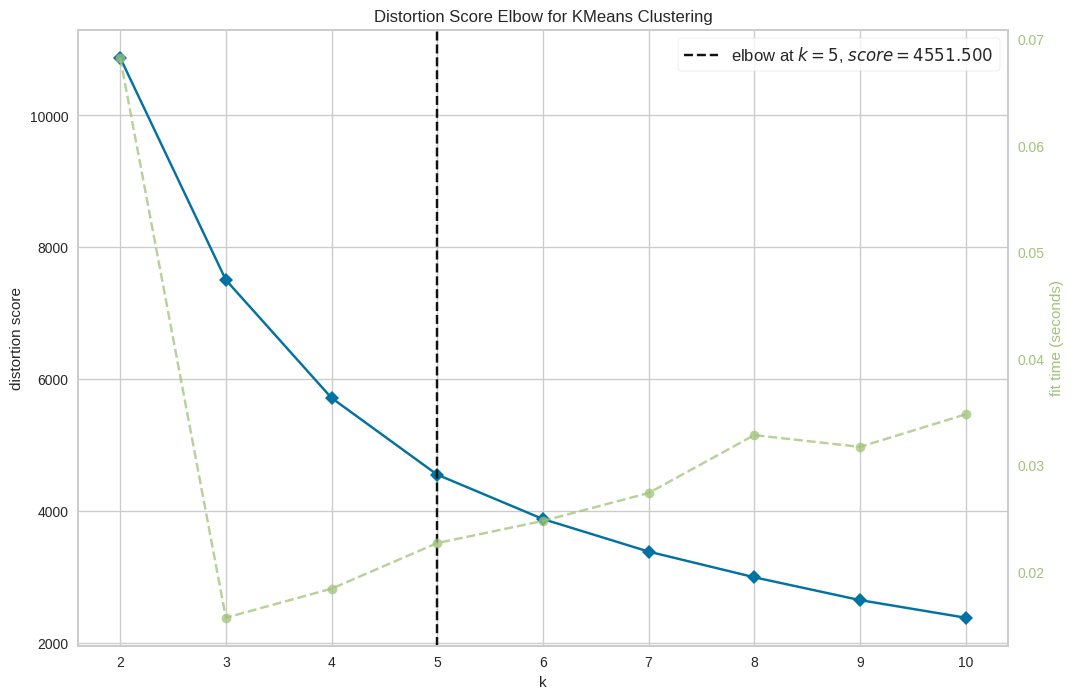 Distortion Score Elbow for KMeans Clustering
elbow at k = 5, score = 4551.500
distortion score
10000
8000
6000
4000
2000
0.07
0.06
0.05
0.04
0.03
0.02
fit time (seconds)
2 3 4 5 6 7 8 9 10
k